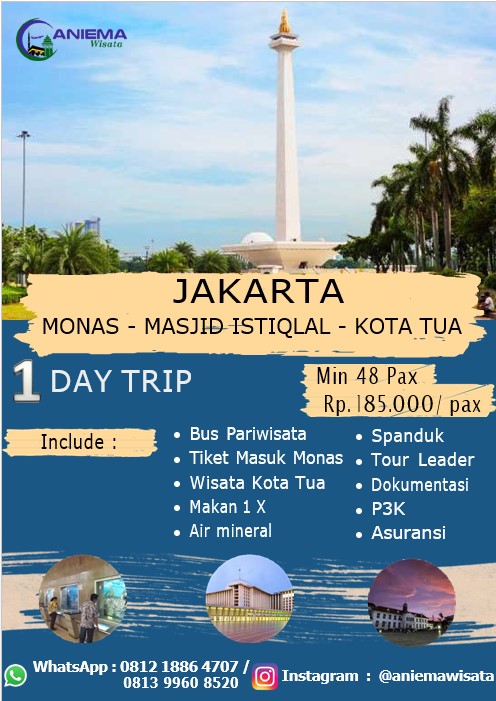 ANIEMA
Wisata
JAKARTA
MONAS - MASJID ISTIQLAL - KOTA TUA
1 DAY TRIP
Min 48 Pax
Rp. 185.000/ pax
Include :
• Bus Pariwisata
• Tiket Masuk Monas
• Wisata Kota Tua
• Makan 1 X
• Air mineral
• Spanduk
• Tour Leader
• Dokumentasi
• P3K
• Asuransi
WhatsApp : 0812 1886 4707 /
0813 9960 8520
Instagram : @aniemawisata